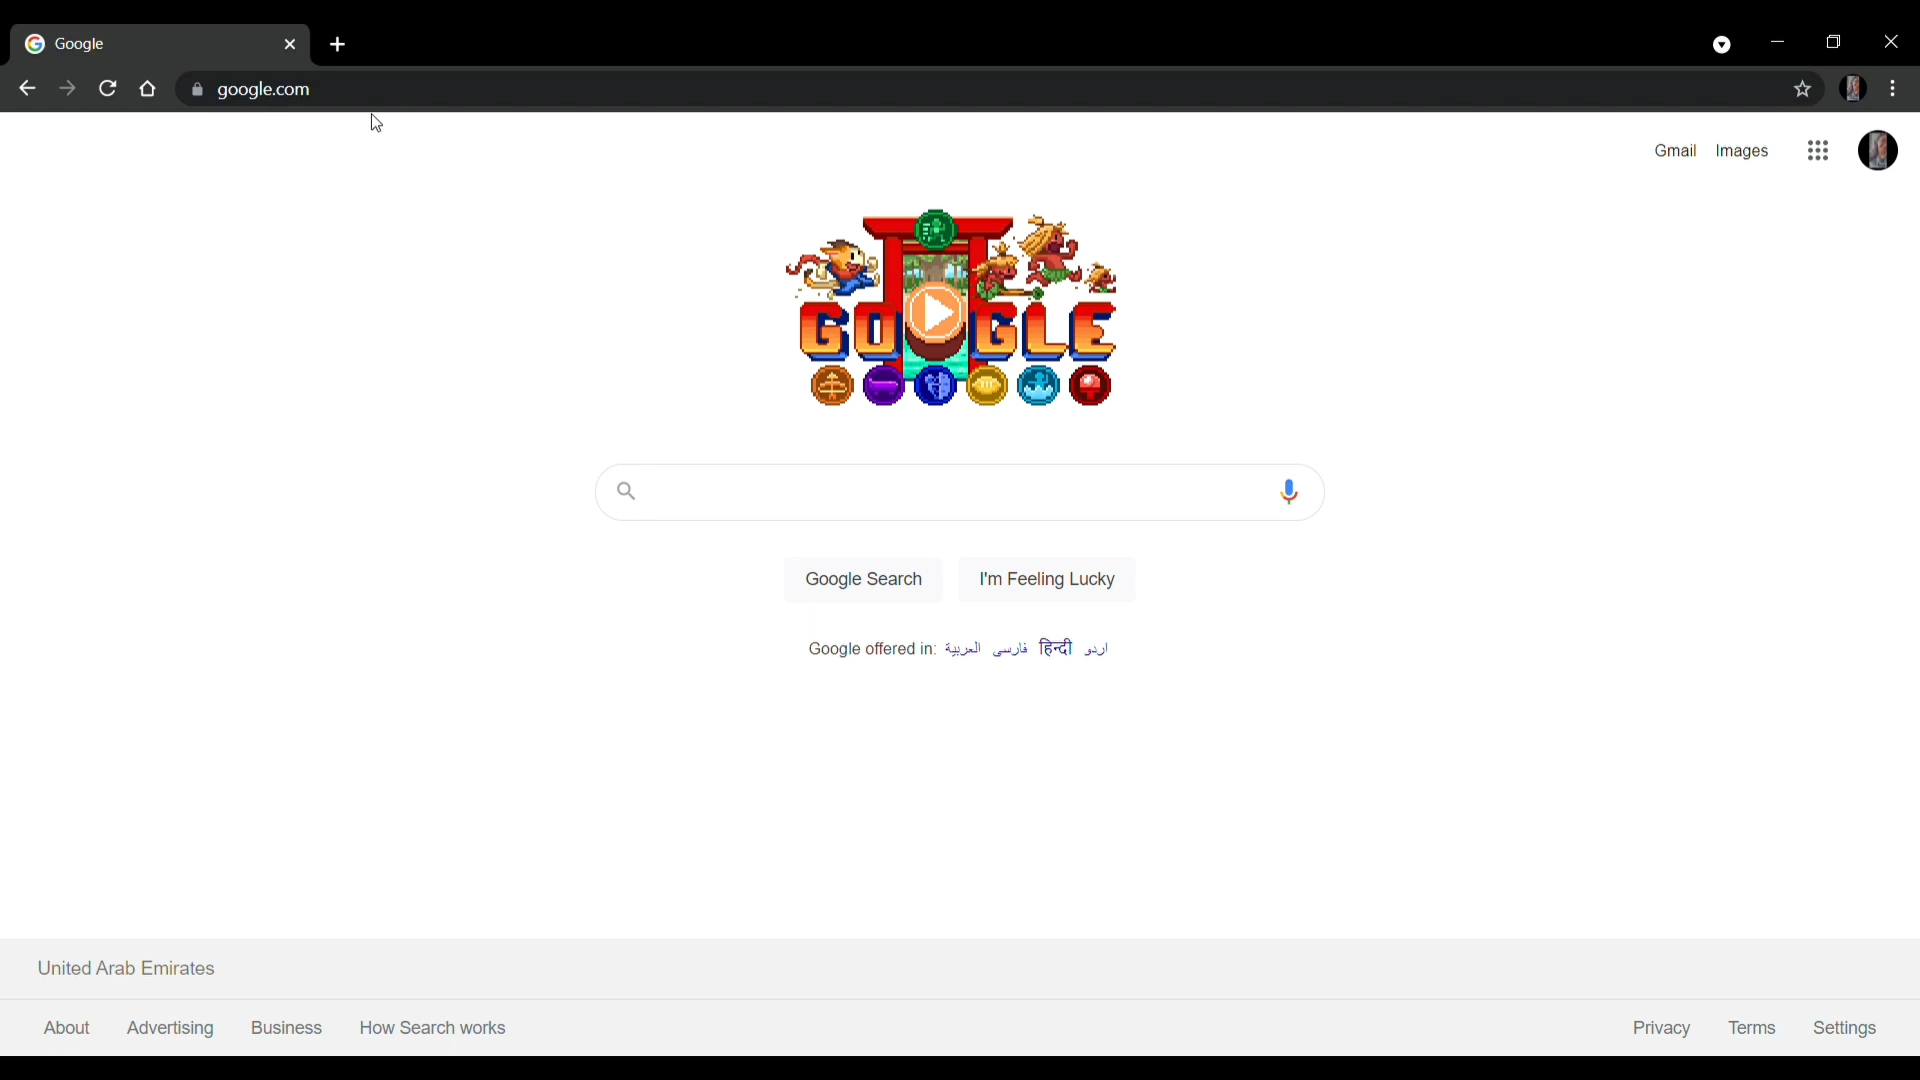 Google
google.com
Gmail Images
GOOGLE
Google Search I'm Feeling Lucky
Google offered in: العربية فارسی हिन्दी اردو
United Arab Emirates
About Advertising Business How Search works Privacy Terms Settings